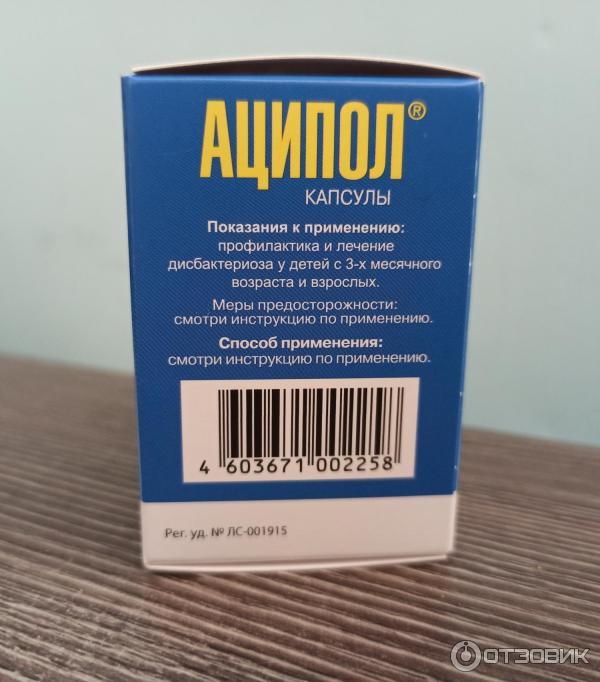 АЦИПОЛ®
КАПСУЛЫ
Показания к применению:
профилактика и лечение
дисбактериоза у детей с 3-х месячного
возраста и взрослых.
Меры предосторожности:
смотри инструкцию по применению.
Способ применения:
смотри инструкцию по применению.
4 603671 002258
Рег. уд. № ЛС-001915
ОТЗОВИК